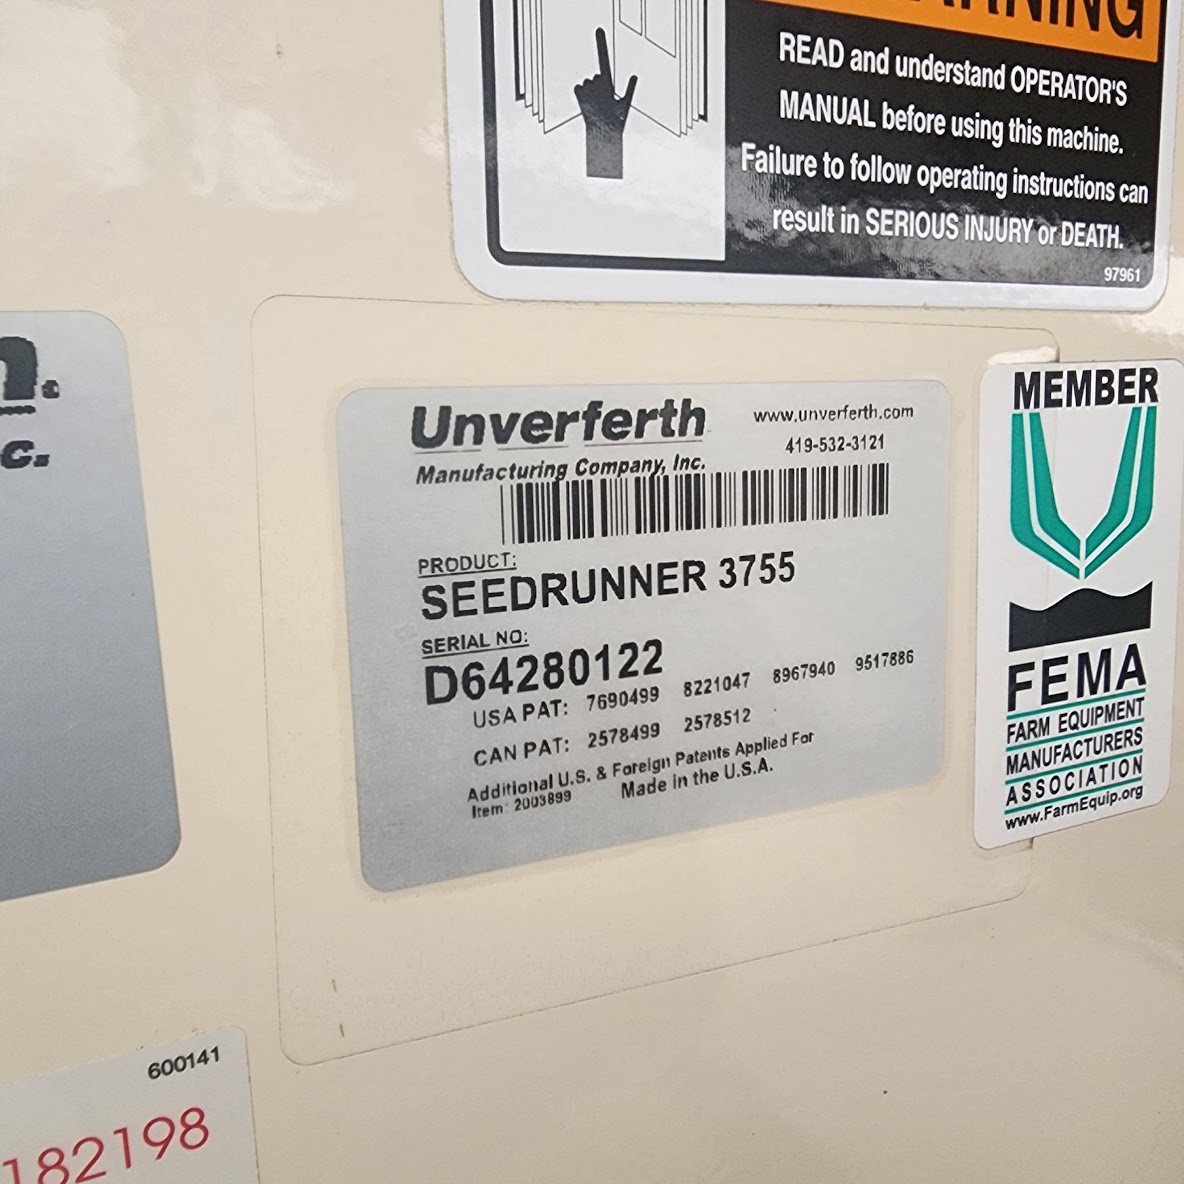 READ and understand OPERATOR'S
MANUAL before using this machine.
Failure to follow operating instructions can
result in SERIOUS INJURY or DEATH.
97961
Unverferth
Manufacturing Company, Inc.
www.unverferth.com
419-532-3121
PRODUCT:
SEEDRUNNER 3755
SERIAL NO:
D64280122
USA PAT: 7690499 8221047 8967940 9517886
CAN PAT: 2578499 2578512
Additional U.S. & Foreign Patents Applied For
Item: 2003899 Made in the U.S.A.
MEMBER
FEMA
FARM EQUIPMENT
MANUFACTURERS
ASSOCIATION
www.FarmEquip.org
600141
182198